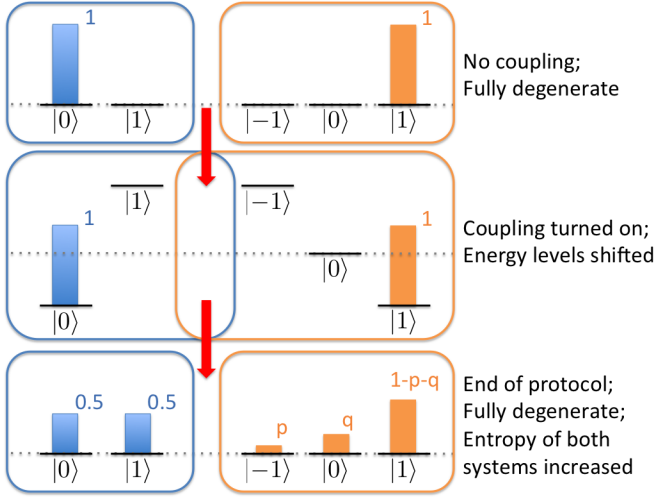 1
1
|0⟩ |1⟩ |−1⟩ |0⟩ |1⟩
No coupling;
Fully degenerate
|1⟩ |−1⟩
1
1
|0⟩
|0⟩ |1⟩
Coupling turned on;
Energy levels shifted
0.5 0.5
p q 1-p-q
|0⟩ |1⟩ |−1⟩ |0⟩ |1⟩
End of protocol;
Fully degenerate;
Entropy of both
systems increased